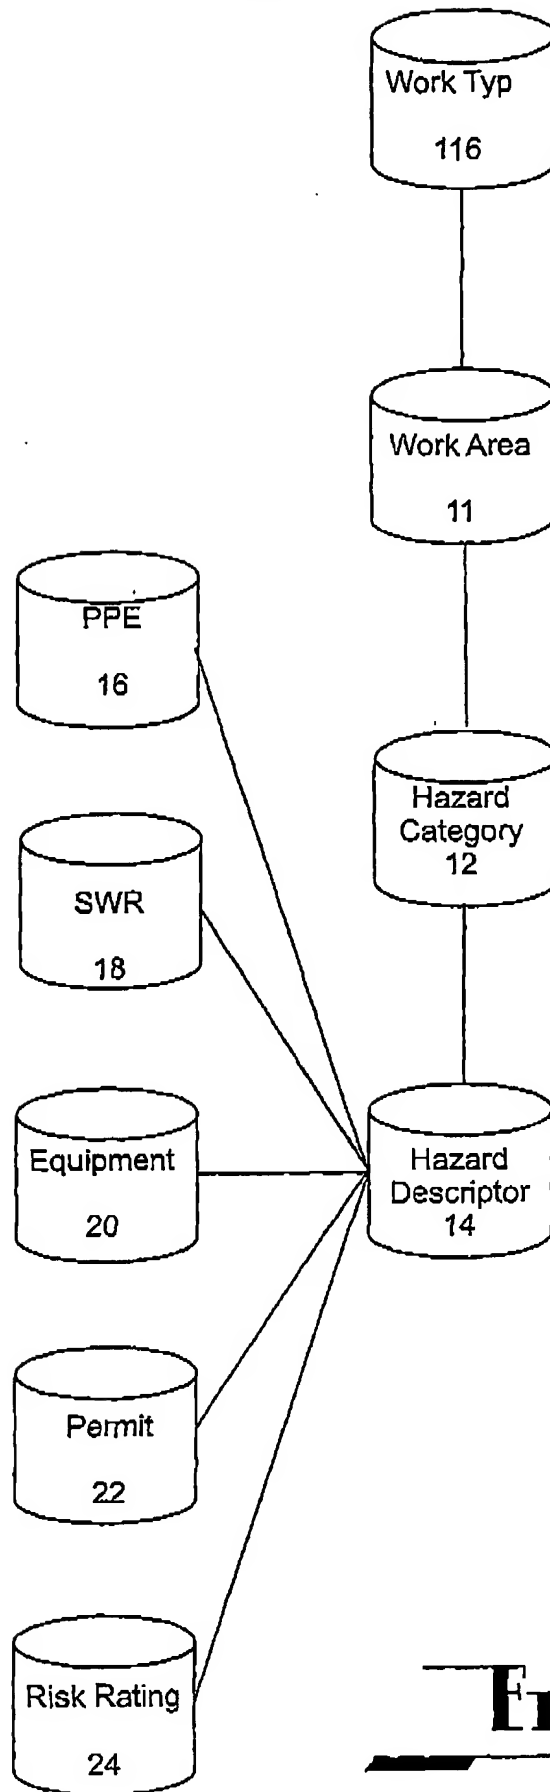 Work Typ
116
Work Area
11
PPE
16
Hazard
Category
12
SWR
18
Equipment
20
Hazard
Descriptor
14
Permit
22
Risk Rating
24